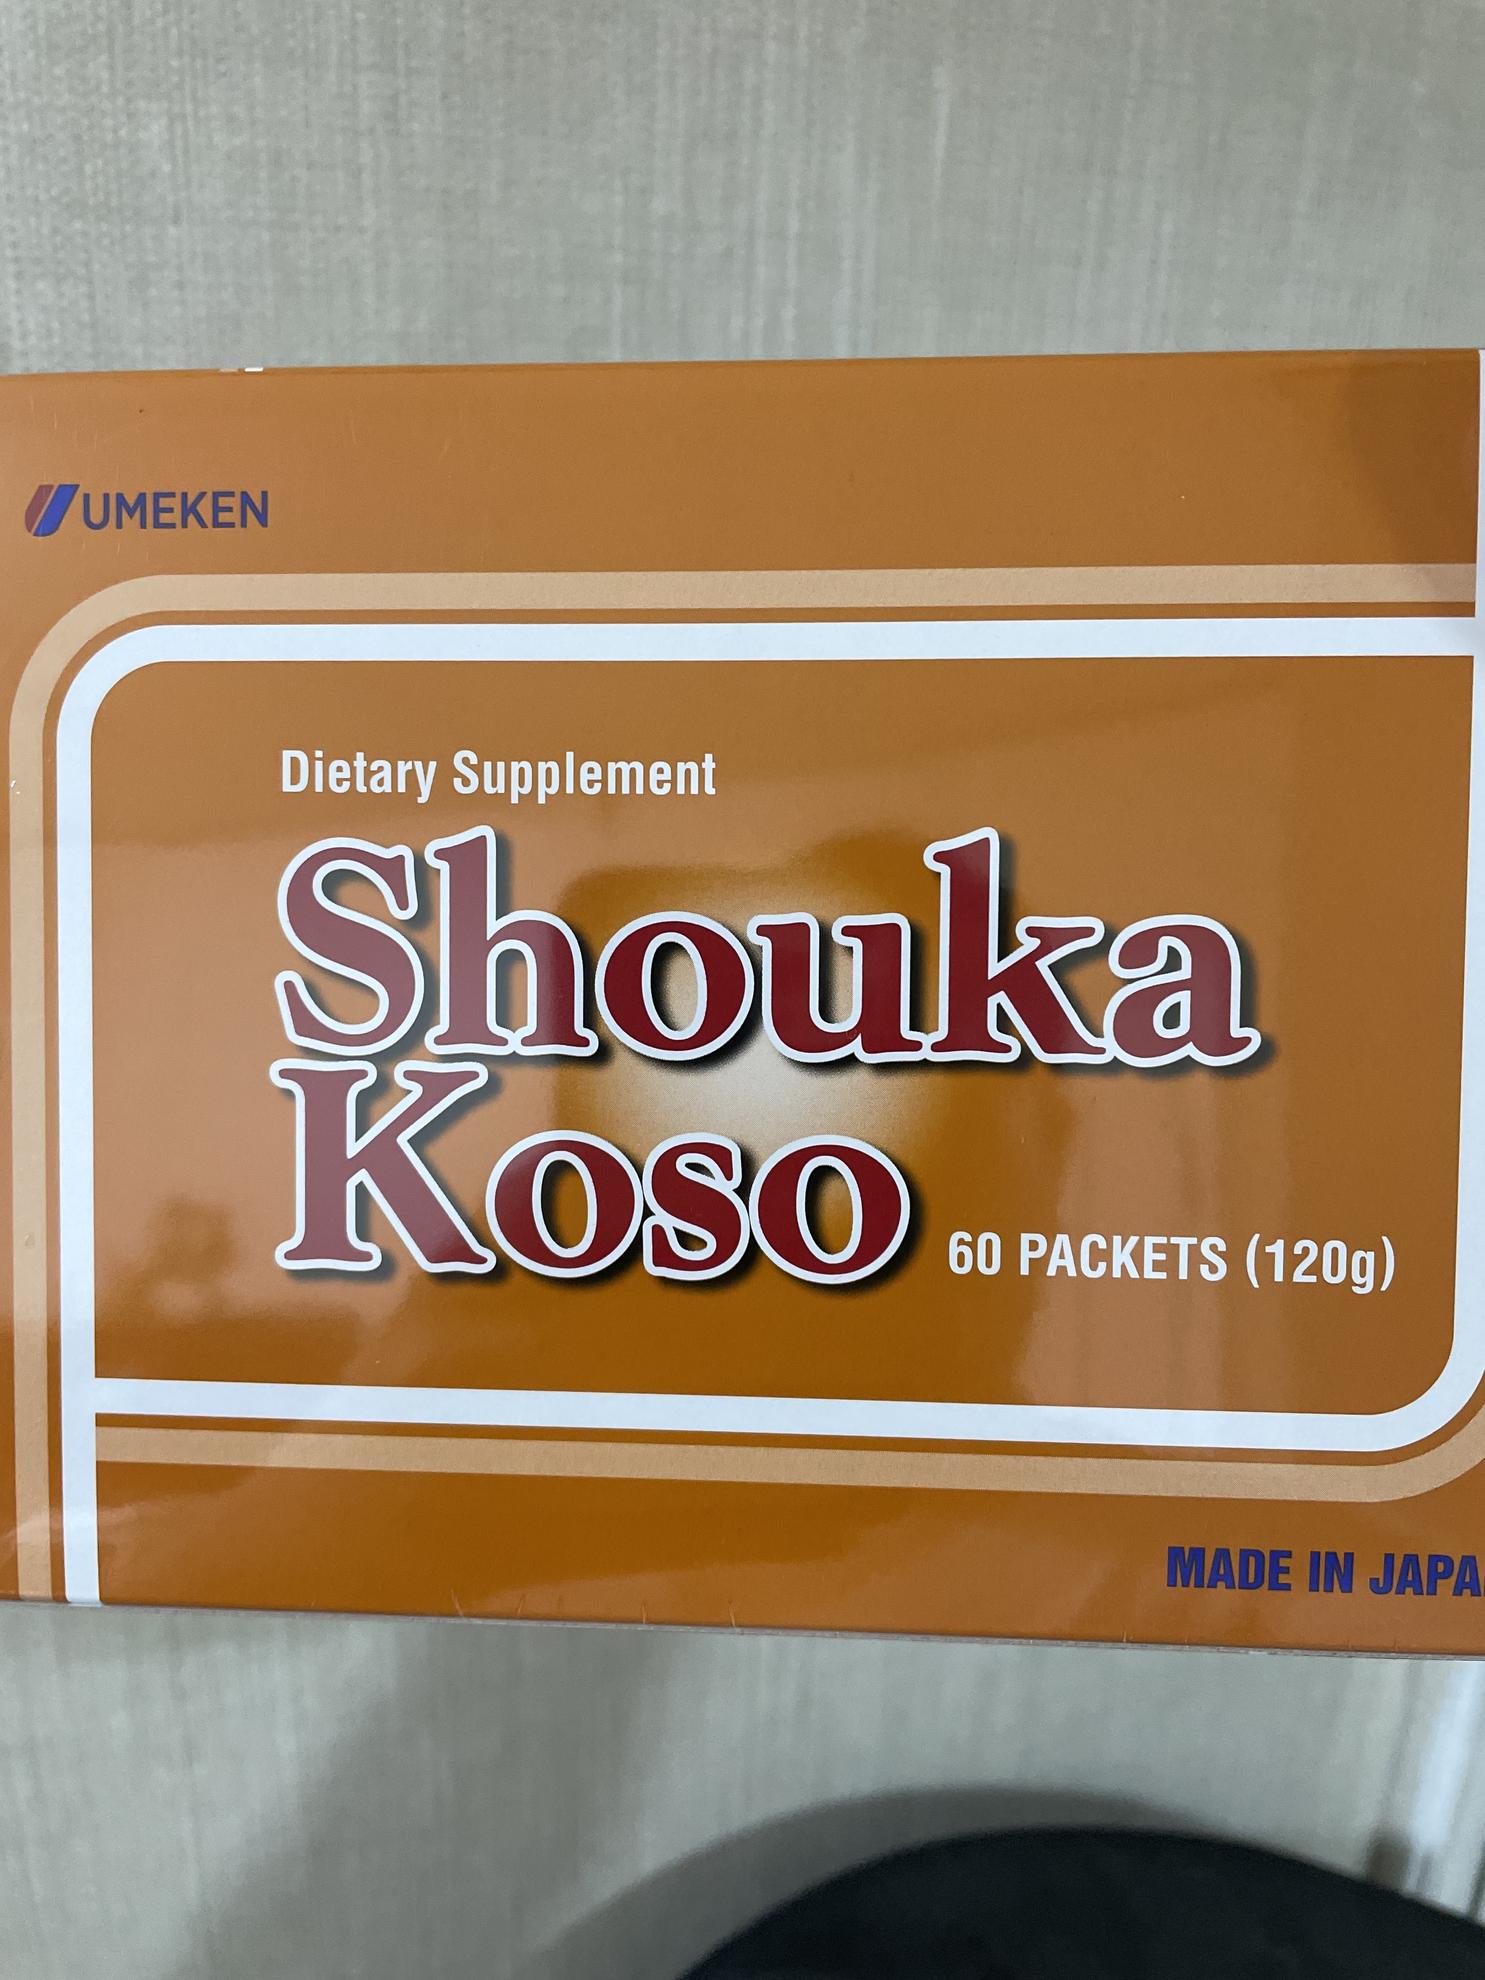 UMEKEN
Dietary Supplement
Shouka
Koso
60 PACKETS (120g)
MADE IN JAPA